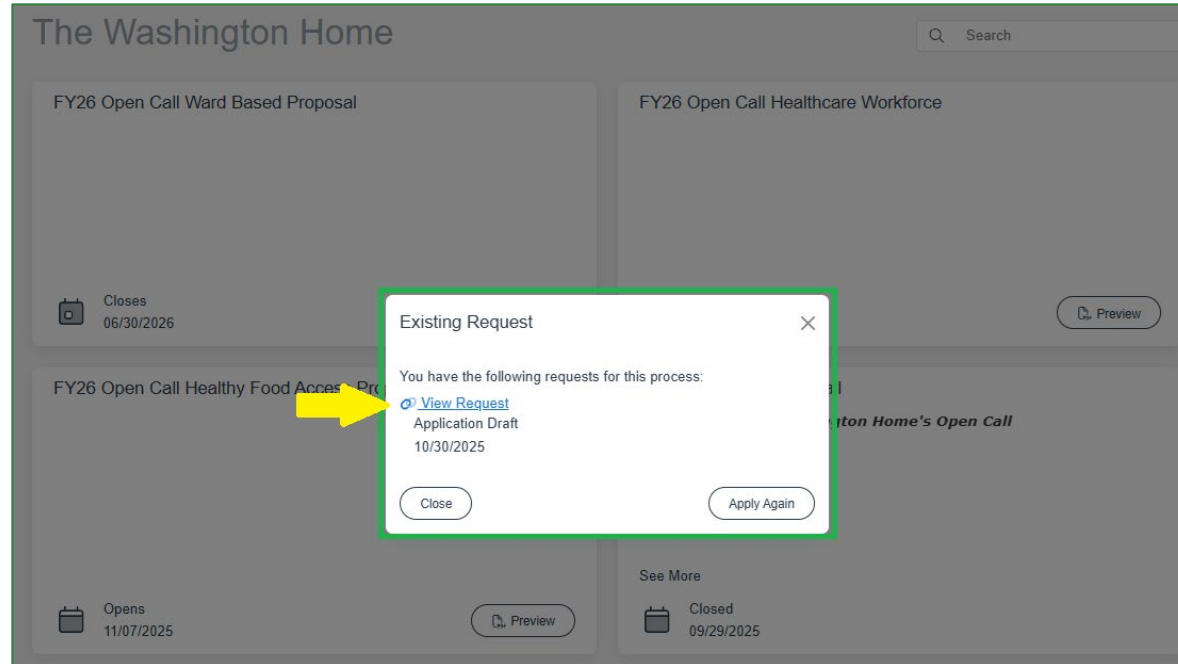 The Washington Home
Search
FY26 Open Call Ward Based Proposal
FY26 Open Call Healthcare Workforce
Closes
06/30/2026
Preview
Existing Request
You have the following requests for this process:
View Request
Application Draft
10/30/2025
Close
Apply Again
FY26 Open Call Healthy Food Access
gton Home's Open Call
See More
Opens
11/07/2025
Preview
Closed
09/29/2025